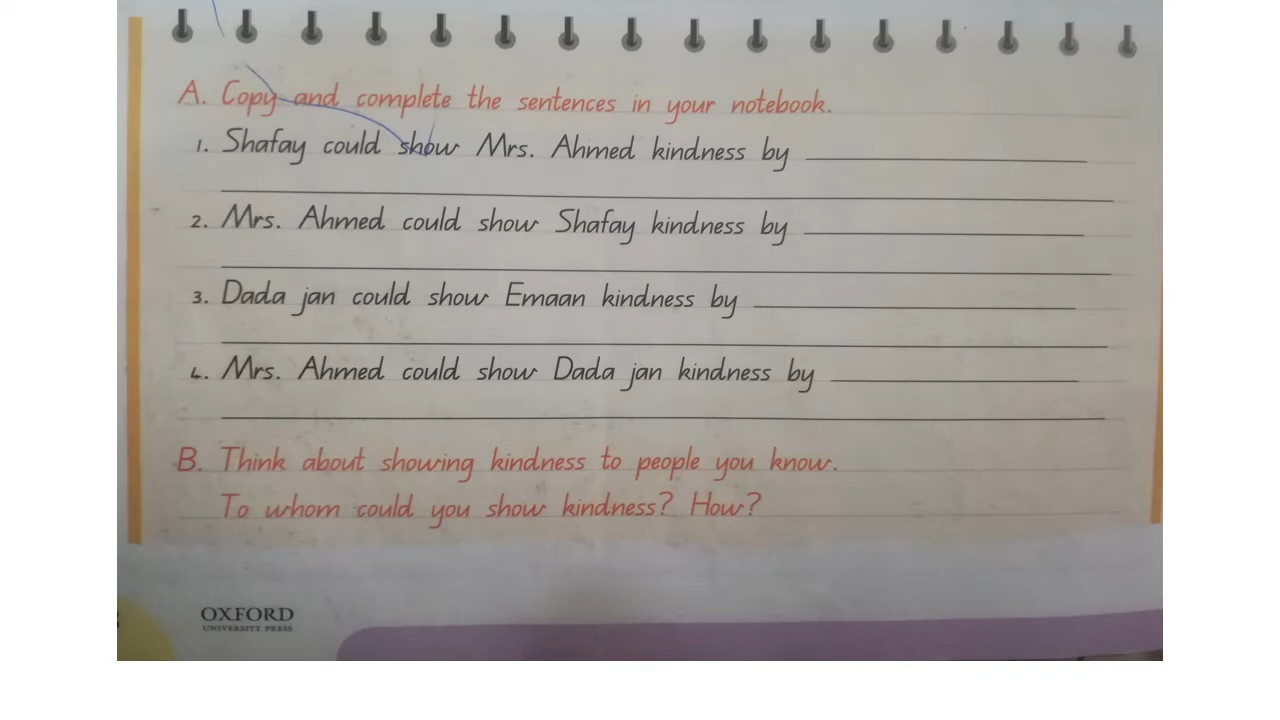 A. Copy and complete the sentences in your notebook.
1. Shafay could show Mrs. Ahmed kindness by
2. Mrs. Ahmed could show Shafay kindness by
3. Dada jan could show Emaan kindness by
4. Mrs. Ahmed could show Dada jan kindness by
B. Think about showing kindness to people you know.
To whom could you show kindness? How?
OXFORD
UNIVERSITY PRESS